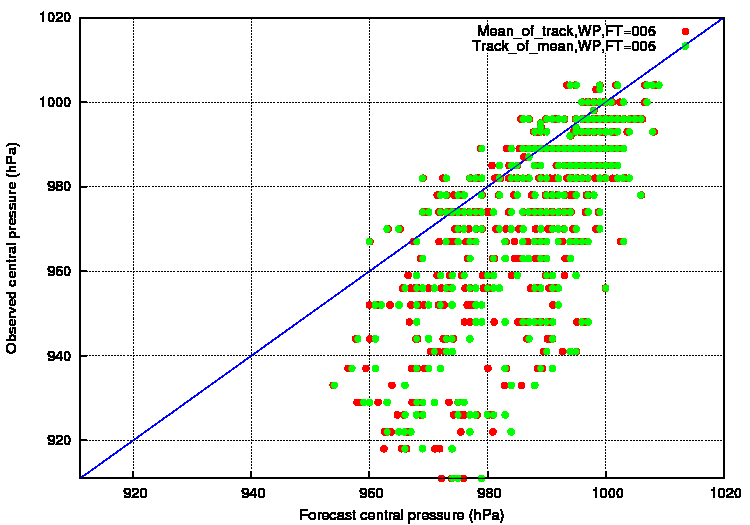 1020
Mean_of_track,WP,FT=006
Track_of_mean,WP,FT=006
1000
980
960
940
920
Observed central pressure (hPa)
920 940 960 980 1000 1020
Forecast central pressure (hPa)